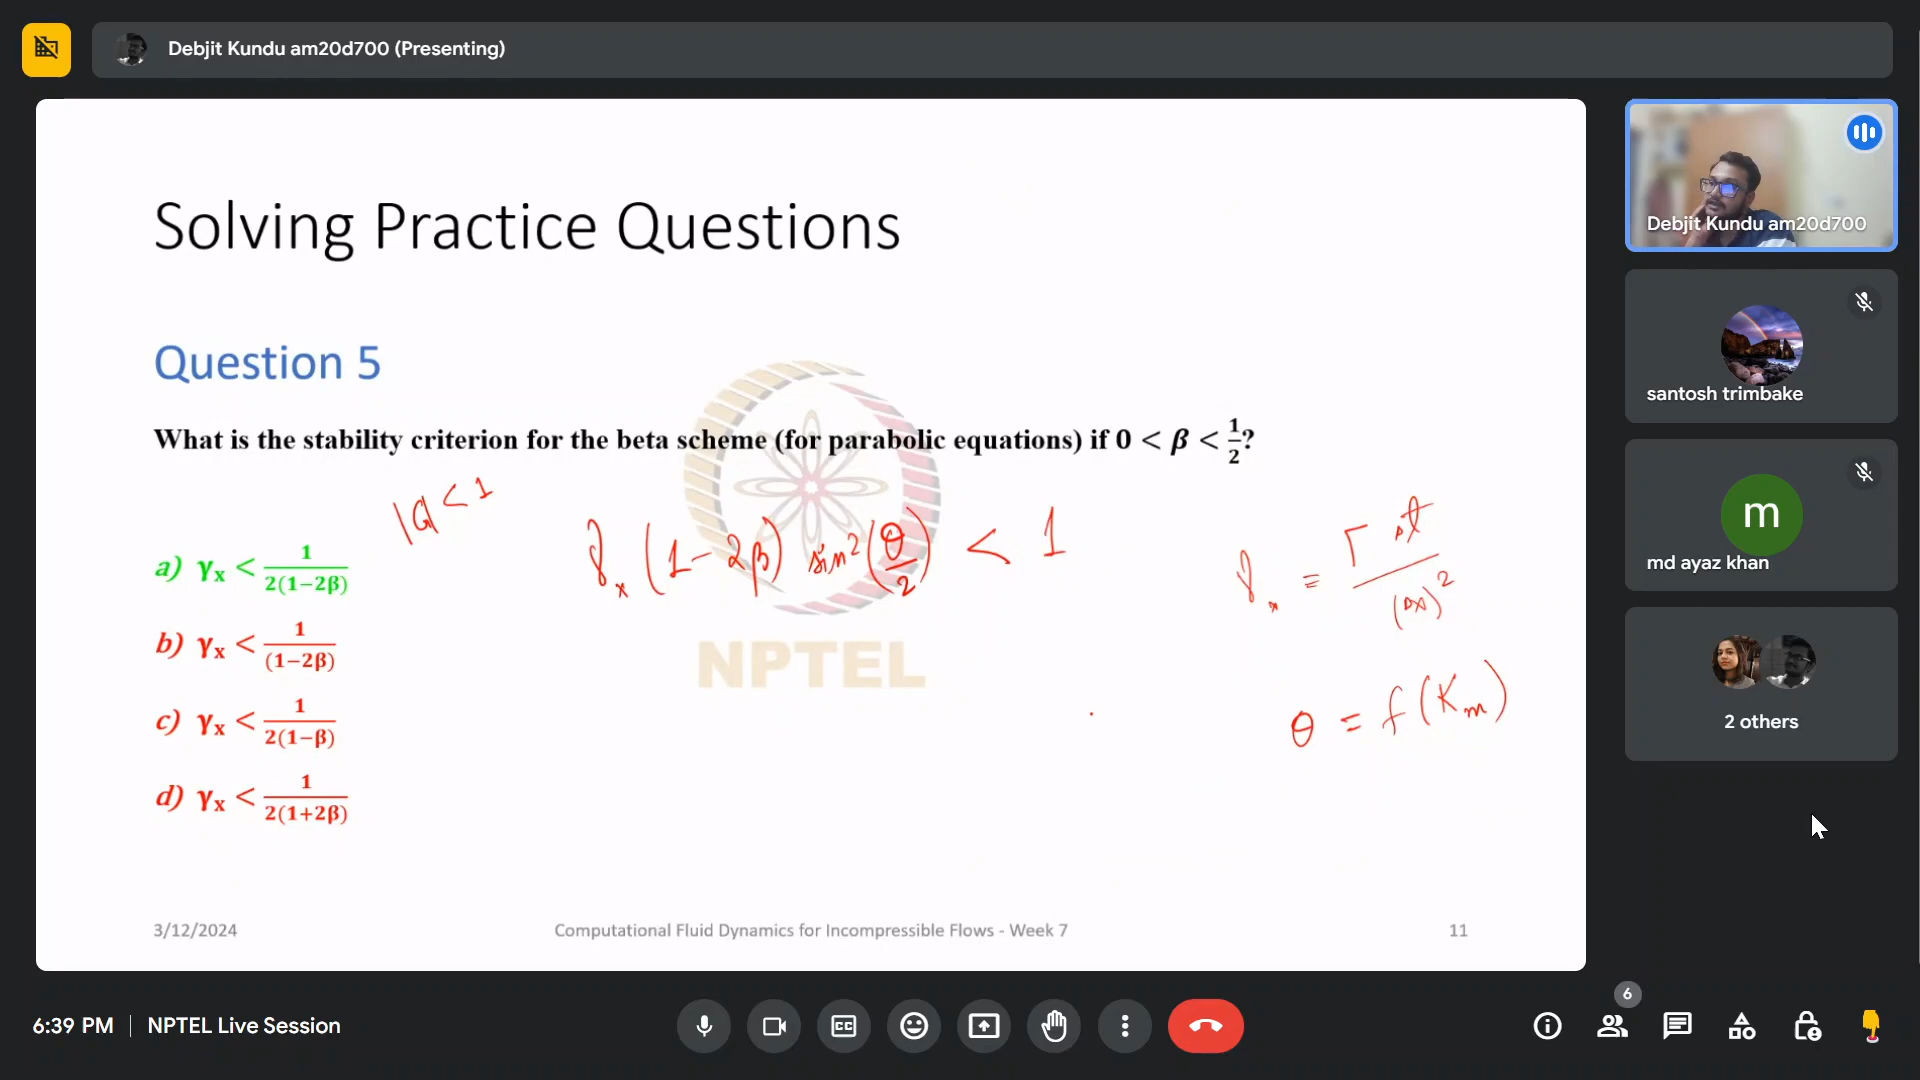 Debjit Kundu am20d700 (Presenting)
Solving Practice Questions
Question 5
What is the stability criterion for the beta scheme (for parabolic equations) if 0 < β < 1/2?
|G| < 1
γx (1 - 2β) sin² (θ/2) < 1
γx = Γ Δt / (Δx)²
a) γx < 1/2(1−2β)
b) γx < 1/(1−2β)
θ = f(Km)
c) γx < 1/2(1−β)
d) γx < 1/2(1+2β)
NPTEL
3/12/2024 Computational Fluid Dynamics for Incompressible Flows - Week 7 11
Debjit Kundu am20d700
santosh trimbake
m
md ayaz khan
2 others
6:39 PM | NPTEL Live Session
CC
6